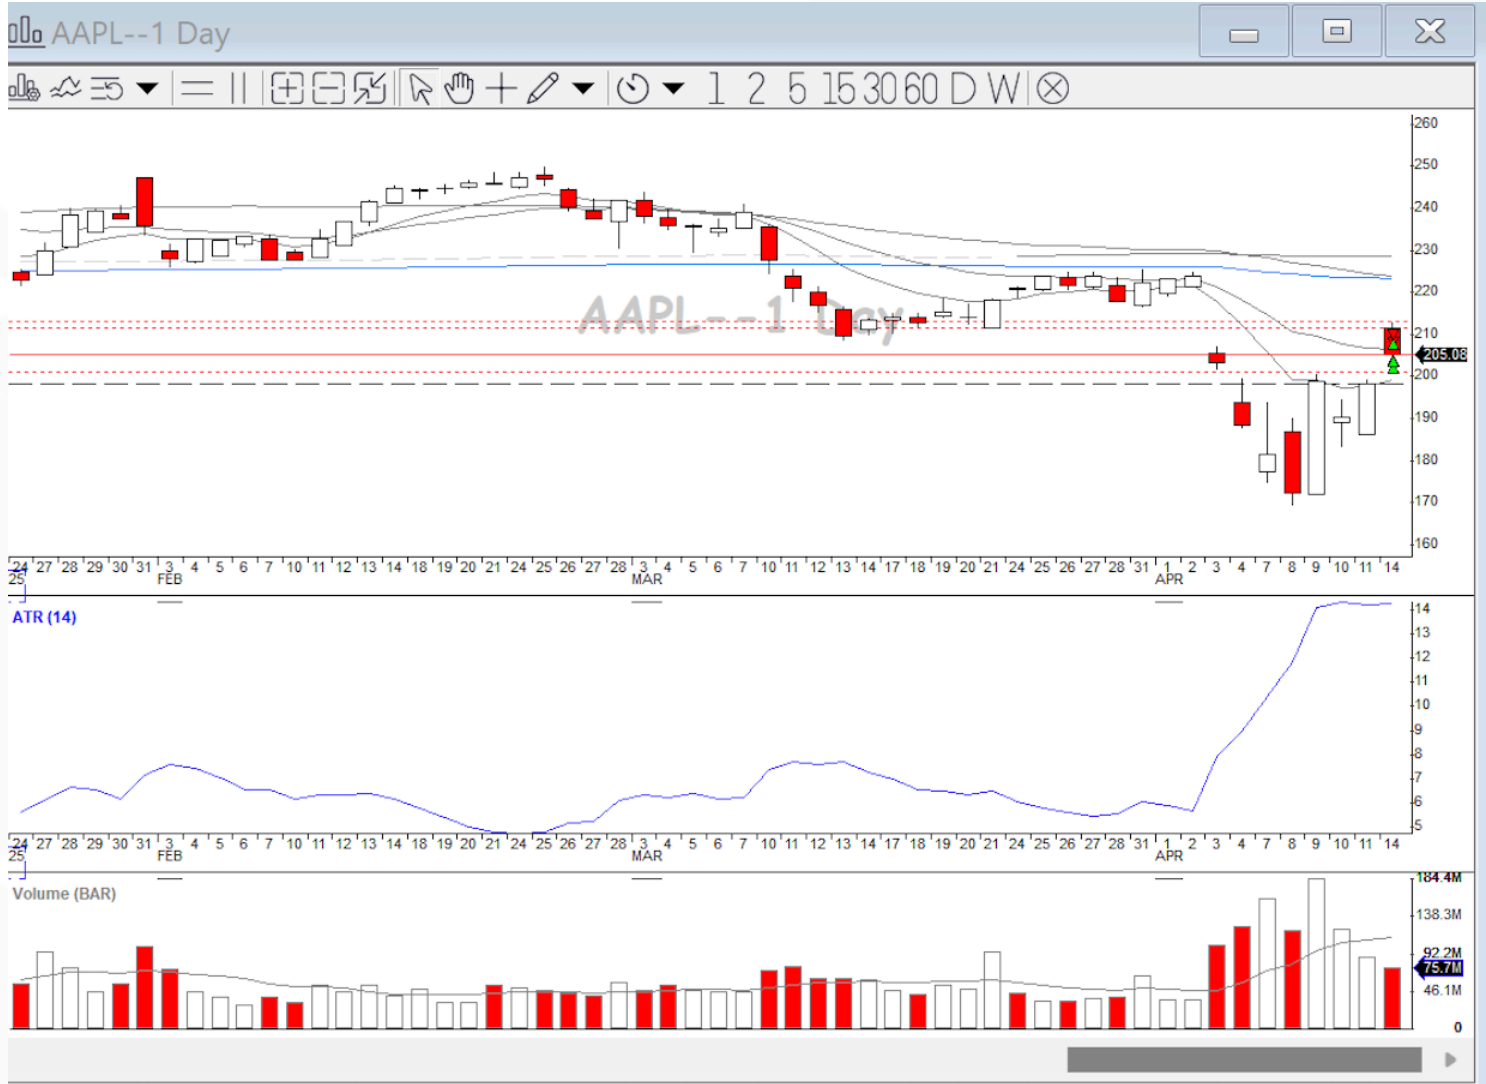 AAPL--1 Day
1 2 5 15 30 60 D W
260
250
240
230
220
AAPL--1 Day
210
205.08
200
190
180
170
160
24 27 28 29 30 31 3 4 5 6 7 10 11 12 13 14 18 19 20 21 24 25 26 27 28 3 4 5 6 7 10 11 12 13 14 17 18 19 20 21 24 25 26 27 28 31 1 2 3 4 7 8 9 10 11 14
25 FEB MAR APR
ATR (14)
14
13
12
11
10
9
8
7
6
5
24 27 28 29 30 31 3 4 5 6 7 10 11 12 13 14 18 19 20 21 24 25 26 27 28 3 4 5 6 7 10 11 12 13 14 17 18 19 20 21 24 25 26 27 28 31 1 2 3 4 7 8 9 10 11 14
25 FEB MAR APR
Volume (BAR)
184.4M
138.3M
92.2M
75.7M
46.1M
0